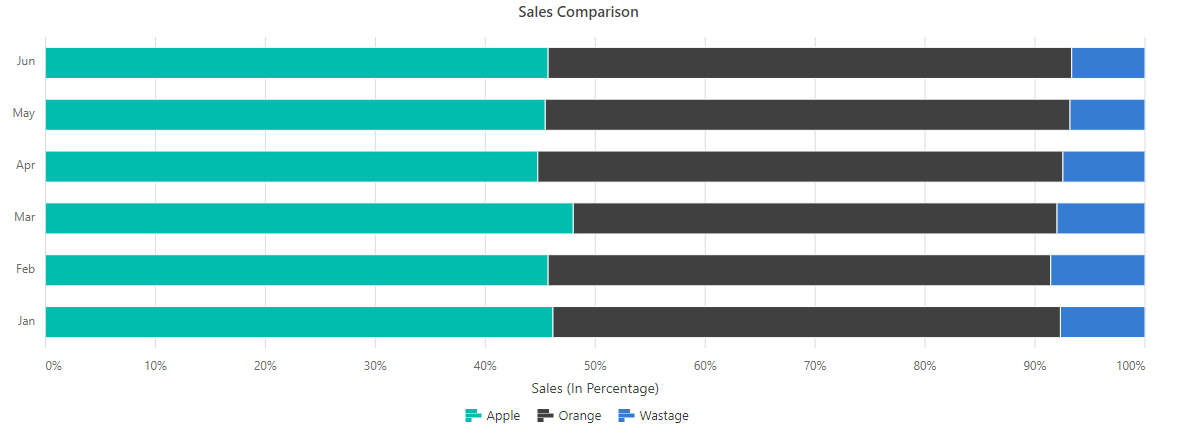 Sales Comparison
Jun
May
Apr
Mar
Feb
Jan
0% 10% 20% 30% 40% 50% 60% 70% 80% 90% 100%
Sales (In Percentage)
Apple Orange Wastage